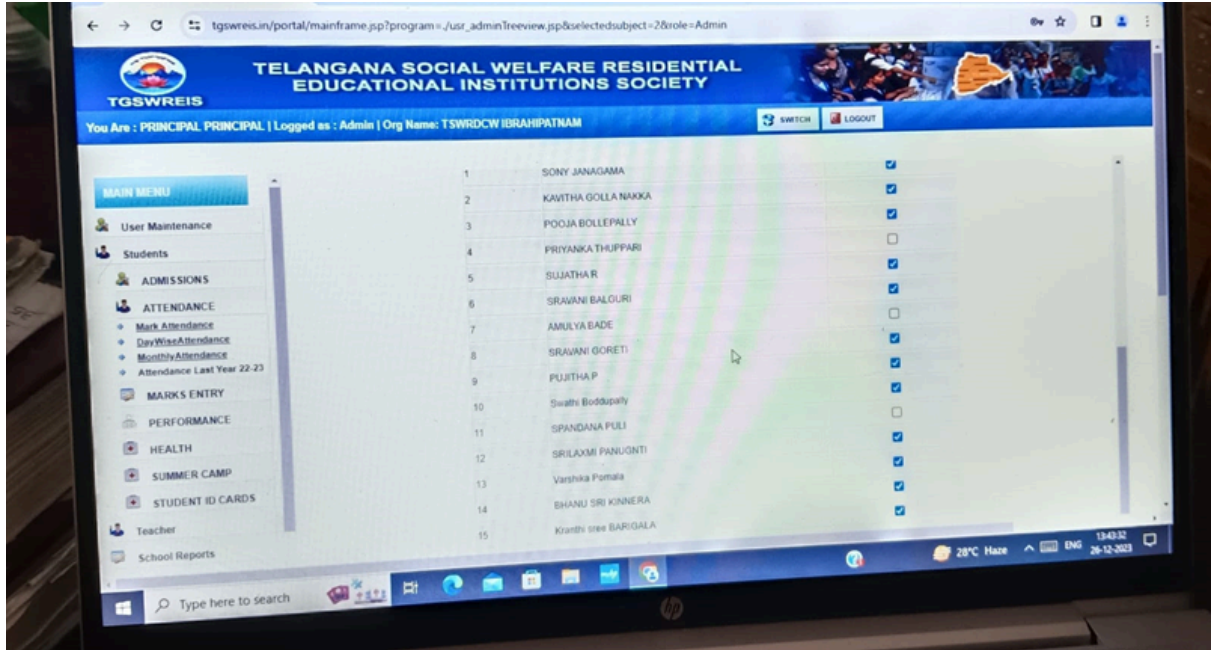 tgswreis.in/portal/mainframe.jsp?program=./usr_adminTreeview.jsp&selectedsubject=2&role=Admin
TELANGANA SOCIAL WELFARE RESIDENTIAL
EDUCATIONAL INSTITUTIONS SOCIETY
TGSWREIS
You Are : PRINCIPAL PRINCIPAL | Logged as : Admin | Org Name: TSWRDCW IBRAHIPATNAM
SWITCH LOGOUT
MAIN MENU
User Maintenance
Students
ADMISSIONS
ATTENDANCE
Mark Attendance
DayWiseAttendance
MonthlyAttendance
Attendance Last Year 22-23
MARKS ENTRY
PERFORMANCE
HEALTH
SUMMER CAMP
STUDENT ID CARDS
Teacher
School Reports
1 SONY JANAGAMA
2 KAVITHA GOLLA NAKKA
3 POOJA BOLLEPALLY
4 PRIYANKA THUPPARI
5 SUJATHA R
6 SRAVANI BALGURI
7 AMULYA BADE
8 SRAVANI GORETI
9 PUJITHA P
10 Swathi Boddupally
11 SPANDANA PULI
12 SRILAXMI PANUGNTI
13 Varshika Pomala
14 BHANU SRI KINNERA
15 Kranthi sree BARIGALA
Type here to search
28°C Haze
ENG
13:43:32
26-12-2023
hp